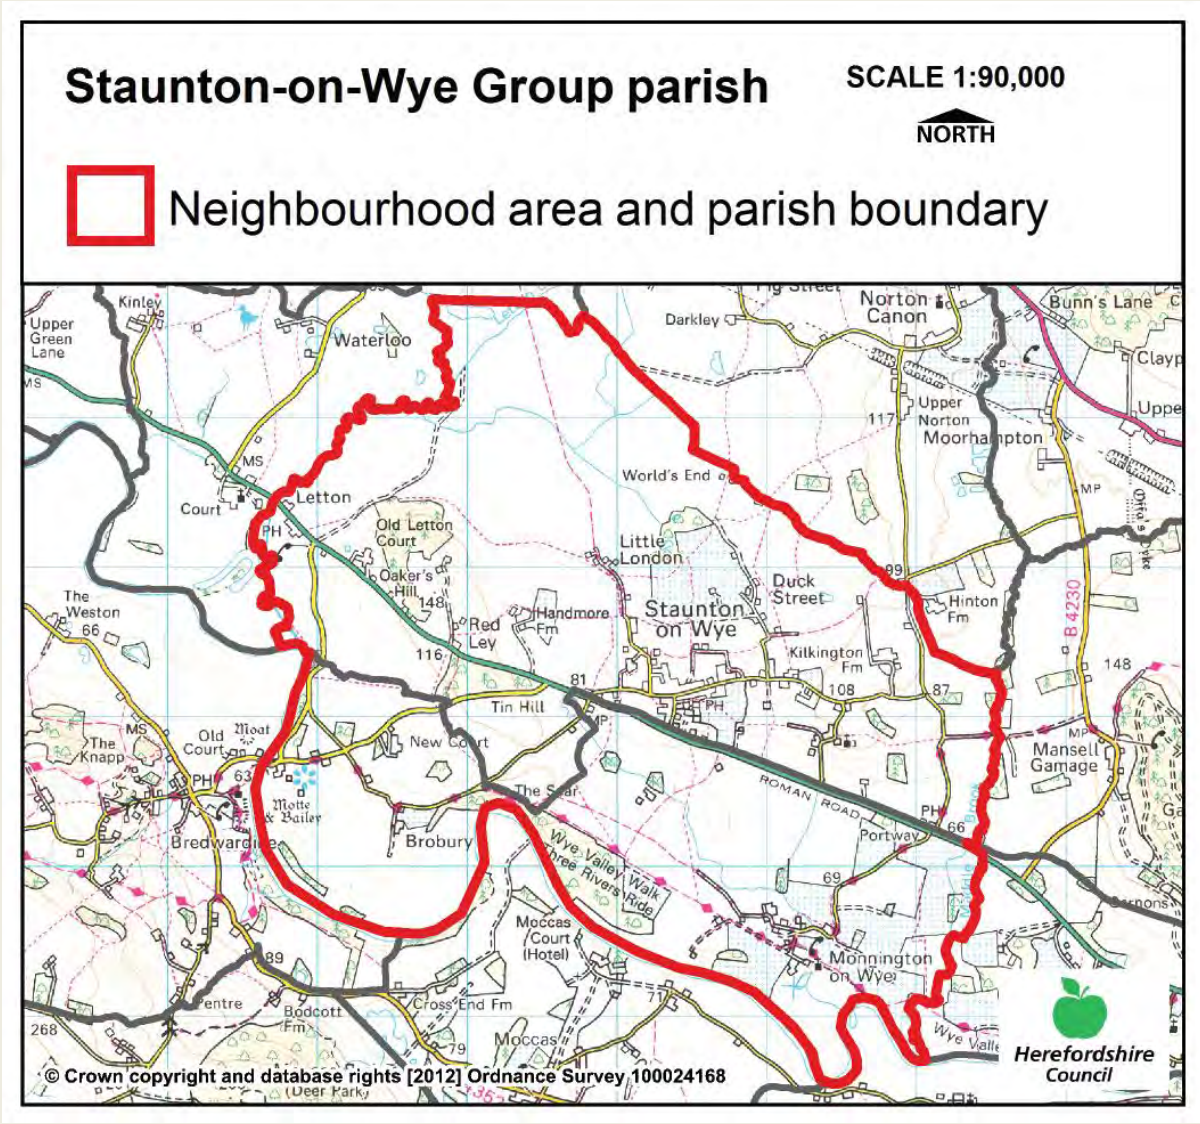 Staunton-on-Wye Group parish
SCALE 1:90,000
NORTH
Neighbourhood area and parish boundary
Kinley
Upper
Green
Lane
MS
Waterloo
Darkley
Norton
Canon
Bunn's Lane
Upper
Norton
117
Moorhampton
MS
Court
Letton
PH
Old Letton
Court
World's End
MP
Little
London
Oaker's
Hill
148
Duck
Street
99
The
Weston
66
Handmore
Fm
Staunton
on Wye
Hinton
Fm
B 4230
Red
Ley
116
Kilkington
Fm
148
81
108
87
Tin Hill
PH
MP
MS
Old
Court
Moat
New Court
The
Knapp
MP
Mansell
Gamage
PH
63
Motte
& Bailey
The Scar
ROMAN ROAD
Brook
PH
66
Portway
Bredwardine
Brobury
Wye Valley Walk
Three Rivers Ride
69
Moccas
Court
(Hotel)
Monnington
on Wye
89
71
Pentre
Bodcott
Fm
Cross End Fm
268
79
Moccas
Wye Valle
Herefordshire
Council
© Crown copyright and database rights [2012] Ordnance Survey 100024168
(Deer Park)